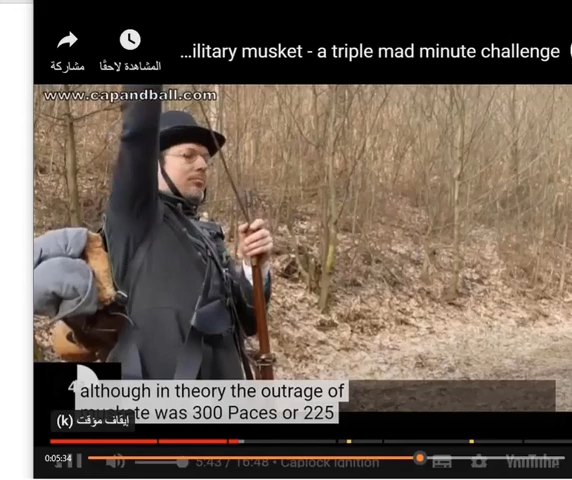 ...ilitary musket - a triple mad minute challenge
المشاهدة لاحقًا
مشاركة
www.capandball.com
although in theory the outrage of
was 300 Paces or 225
إيقاف مؤقت (k)
0:05:34
5:43 / 16:48 • Caplock ignition
YouTube